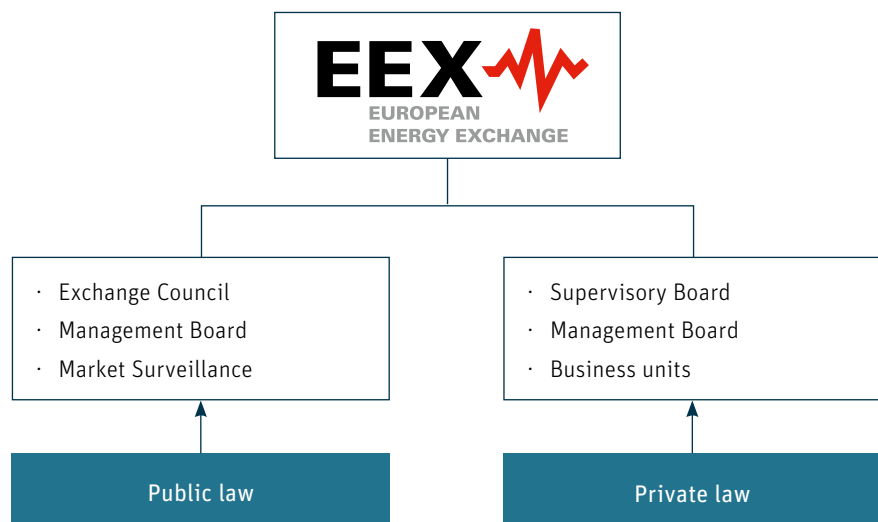 EEX
EUROPEAN
ENERGY EXCHANGE
· Exchange Council
· Management Board
· Market Surveillance
· Supervisory Board
· Management Board
· Business units
Public law
Private law